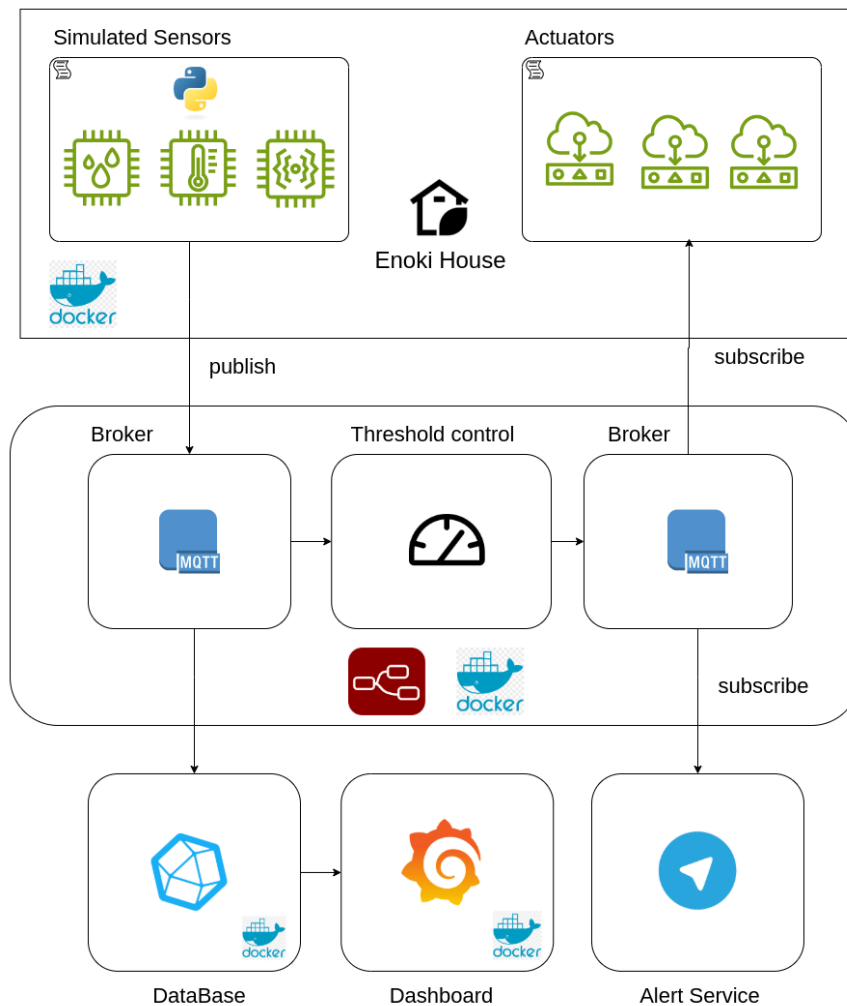 Simulated Sensors
Actuators
Enoki House
docker
publish
subscribe
Broker
Threshold control
Broker
MQTT
MQTT
docker
subscribe
docker
docker
DataBase
Dashboard
Alert Service